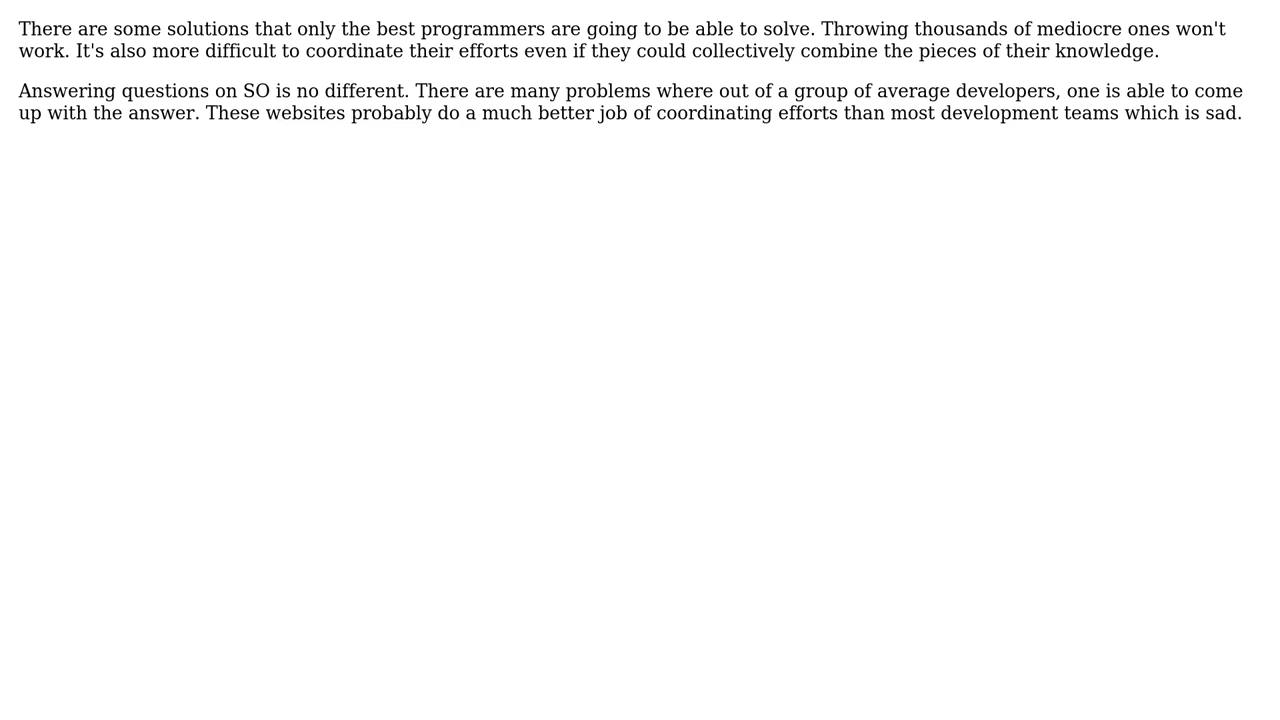 There are some solutions that only the best programmers are going to be able to solve. Throwing thousands of mediocre ones won't
work. It's also more difficult to coordinate their efforts even if they could collectively combine the pieces of their knowledge.
Answering questions on SO is no different. There are many problems where out of a group of average developers, one is able to come
up with the answer. These websites probably do a much better job of coordinating efforts than most development teams which is sad.